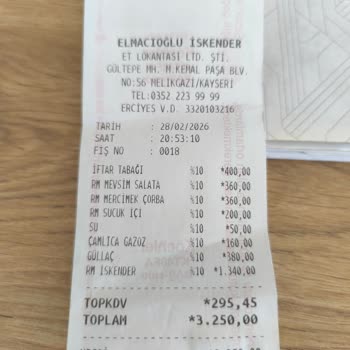 ELMACIOĞLU İSKENDER
ET LOKANTASI LTD. ŞTİ.
GÜLTEPE MH. M.KEMAL PAŞA BLV.
NO:56 MELİKGAZİ/KAYSERİ
TEL:0352 223 99 99
ERCİYES V.D. 3320103216
TARİH : 28/02/2026
SAAT : 20:53:10
FİŞ NO : 0018
İFTAR TABAĞI %10 *400,00
RM MEVSİM SALATA %10 *360,00
RM MERCİMEK ÇORBA %10 *360,00
RM SUCUK İÇİ %10 *200,00
SU %10 *50,00
ÇAMLICA GAZOZ %10 *160,00
GÜLLAÇ %10 *380,00
RM İSKENDER %10 *1.340,00
TOPKDV *295,45
TOPLAM *3.250,00